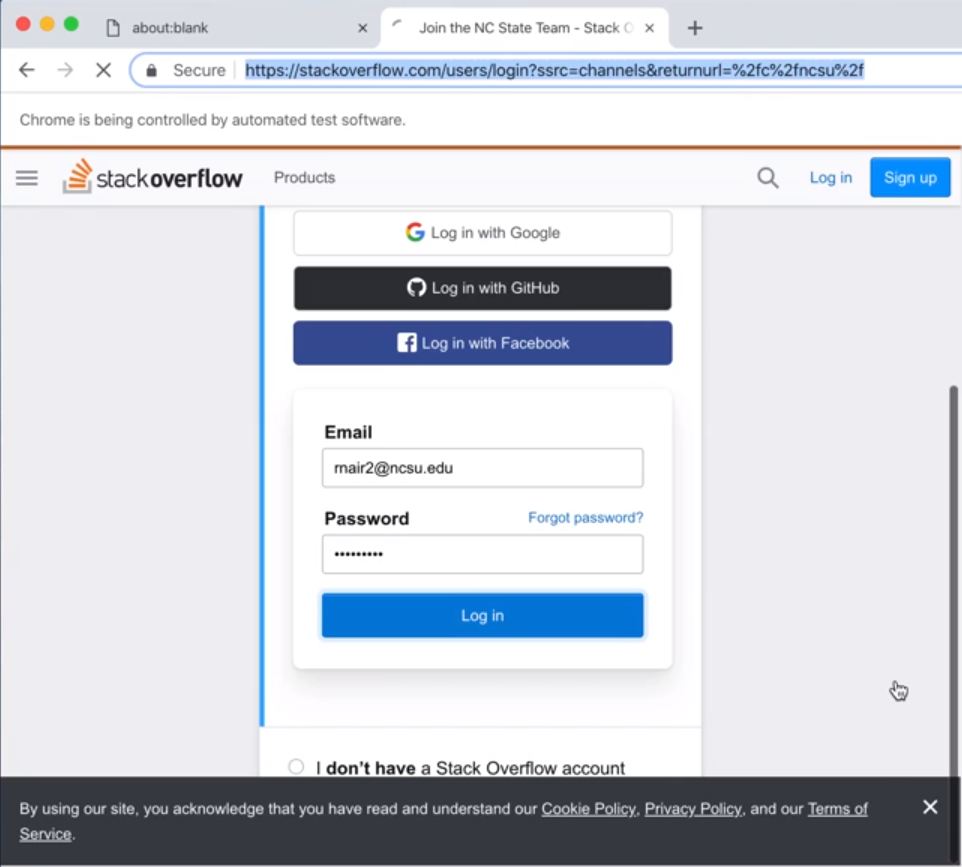 about:blank
Join the NC State Team - Stack O
Secure
https://stackoverflow.com/users/login?ssrc=channels&returnurl=%2fc%2fncsu%2f
Chrome is being controlled by automated test software.
stackoverflow
Products
Log in
Sign up
Log in with Google
Log in with GitHub
Log in with Facebook
Email
rnair2@ncsu.edu
Password
Forgot password?
•••••••••
Log in
I don't have a Stack Overflow account
By using our site, you acknowledge that you have read and understand our Cookie Policy, Privacy Policy, and our Terms of
Service.